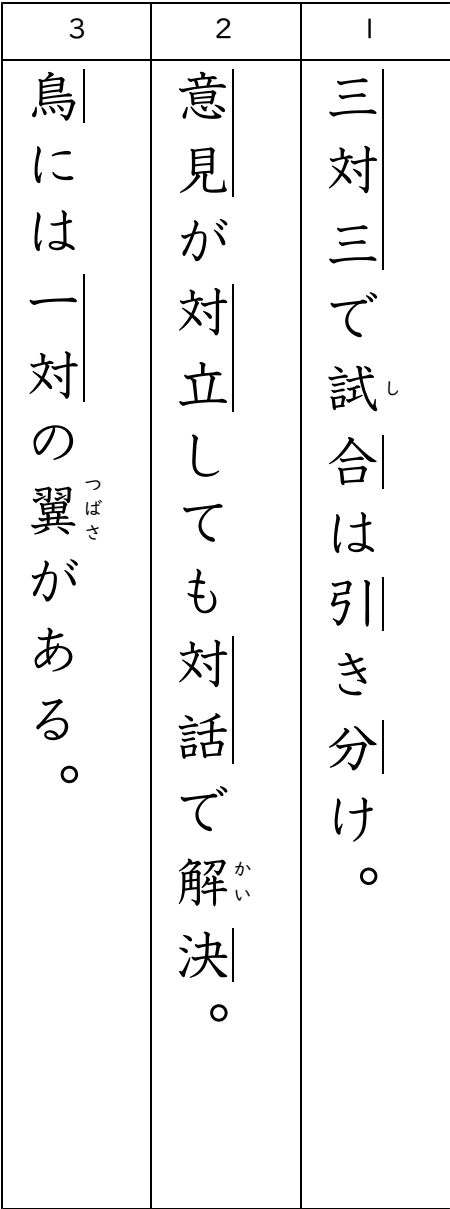 1
三対三で試合は引き分け。
し
2
意見が対立しても対話で解決。
かい
3
鳥には一対の翼がある。
つばさ